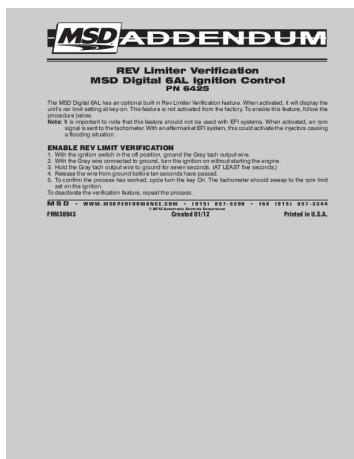 MSD ADDENDUM
REV Limiter Verification
MSD Digital 6AL Ignition Control
PN 6425
The MSD Digital 6AL has an optional built in Rev Limiter Verification feature. When activated, it will display the
unit's rev limit setting at key-on. This feature is not activated from the factory. To enable this feature, follow the
procedure below.
Note: It is important to note that this feature should not be used with EFI systems. When activated, an rpm
signal is sent to the tachometer. With an aftermarket EFI system, this could activate the injectors causing
a flooding situation.
ENABLE REV LIMIT VERIFICATION
1. With the ignition switch in the off position, ground the Gray tach output wire.
2. With the Gray wire connected to ground, turn the ignition on without starting the engine.
3. Hold the Gray tach output wire to ground for seven seconds. (AT LEAST five seconds.)
4. Release the wire from ground before ten seconds have passed.
5. To confirm the process has worked, cycle turn the key On. The tachometer should sweep to the rpm limit
set on the ignition.
To deactivate the verification feature, repeat the process.
MSD • WWW.MSDPERFORMANCE.COM • (915) 857-5200 • FAX (915) 857-3344
© 2012 Autotronic Controls Corporation
FRM30943 Created 01/12 Printed in U.S.A.